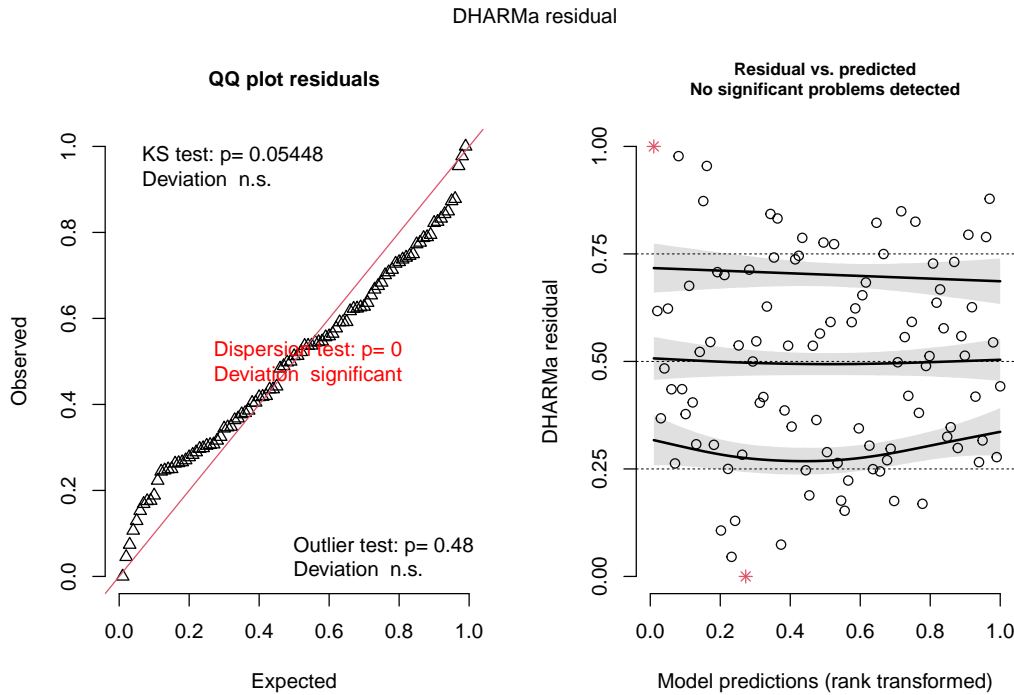 DHARMa residual
QQ plot residuals
KS test: p= 0.05448
Deviation  n.s.
Dispersion test: p= 0
Deviation  significant
Outlier test: p= 0.48
Deviation  n.s.
Observed
0.0 0.2 0.4 0.6 0.8 1.0
0.0 0.2 0.4 0.6 0.8 1.0
Expected
Residual vs. predicted
No significant problems detected
DHARMa residual
0.00 0.25 0.50 0.75 1.00
0.0 0.2 0.4 0.6 0.8 1.0
Model predictions (rank transformed)